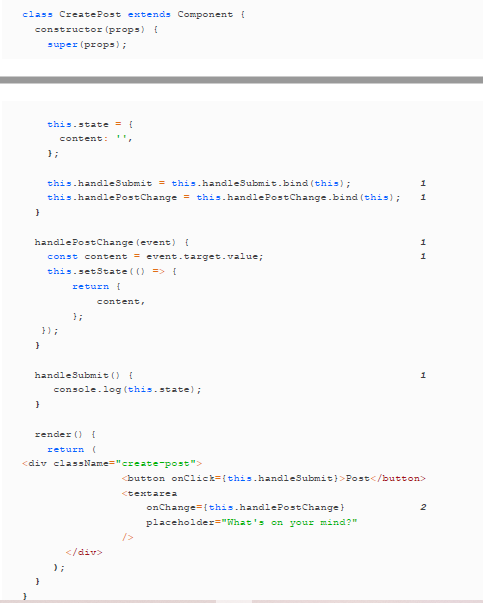 class CreatePost extends Component {
  constructor(props) {
    super(props);
    this.state = {
      content: '',
    };
    this.handleSubmit = this.handleSubmit.bind(this); 1
    this.handlePostChange = this.handlePostChange.bind(this); 1
  }
  handlePostChange(event) { 1
    const content = event.target.value; 1
    this.setState(() => {
        return {
            content,
        };
   });
  }
  handleSubmit() { 1
     console.log(this.state);
  }
  render() {
    return (
<div className="create-post">
                <button onClick={this.handleSubmit}>Post</button>
                <textarea
                    onChange={this.handlePostChange} 2
                    placeholder="What's on your mind?"
                />
       </div>
     );
  }
}